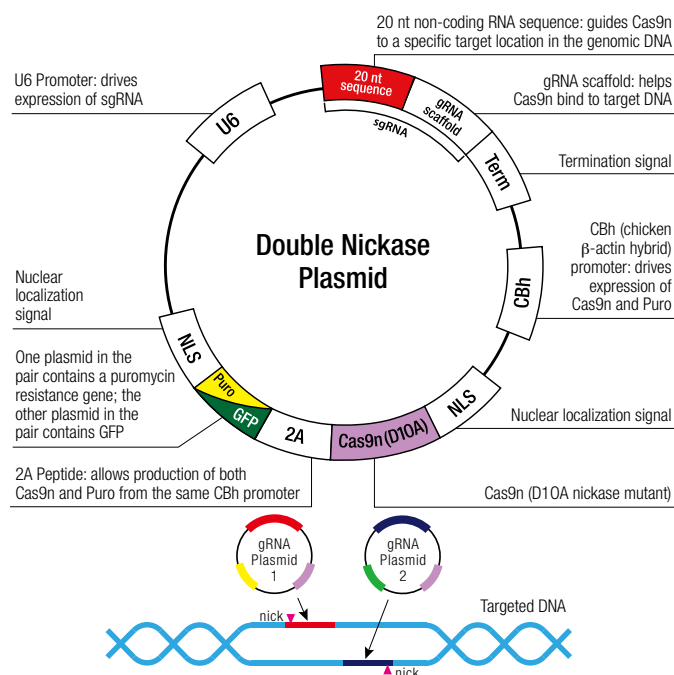 20 nt non-coding RNA sequence: guides Cas9n
to a specific target location in the genomic DNA
U6 Promoter: drives
expression of sgRNA
20 nt
sequence
gRNA
scaffold
gRNA scaffold: helps
Cas9n bind to target DNA
U6
sgRNA
Term
Termination signal
Double Nickase
Plasmid
CBh
CBh (chicken
β-actin hybrid)
promoter: drives
expression of
Cas9n and Puro
Nuclear
localization
signal
NLS
One plasmid in the
pair contains a puromycin
resistance gene; the
other plasmid in the
pair contains GFP
Puro
GFP
2A
Cas9n (D10A)
NLS
Nuclear localization signal
2A Peptide: allows production of both
Cas9n and Puro from the same CBh promoter
Cas9n (D10A nickase mutant)
gRNA
Plasmid
1
gRNA
Plasmid
2
Targeted DNA
nick
nick